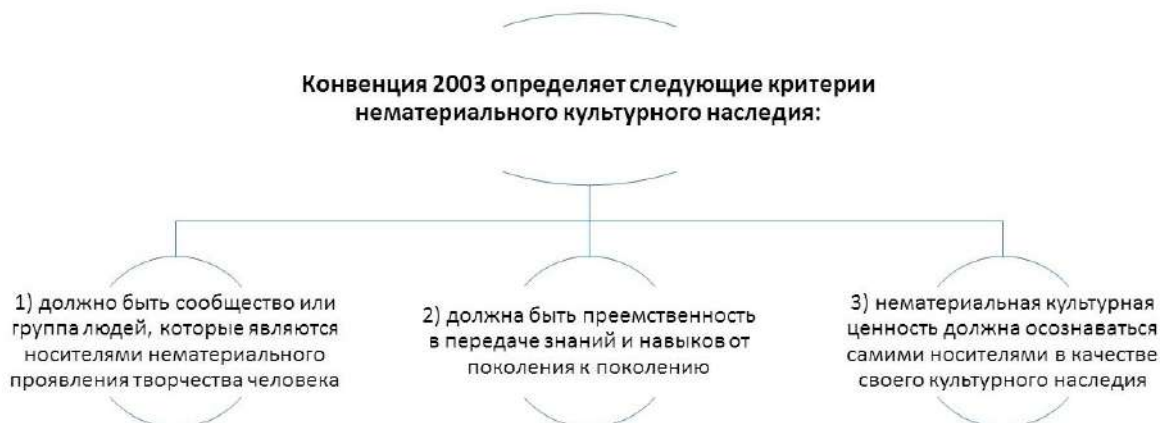 Конвенция 2003 определяет следующие критерии
нематериального культурного наследия:
1) должно быть сообщество или
группа людей, которые являются
носителями нематериального
проявления творчества человека
2) должна быть преемственность
в передаче знаний и навыков от
поколения к поколению
3) нематериальная культурная
ценность должна осознаваться
самими носителями в качестве
своего культурного наследия